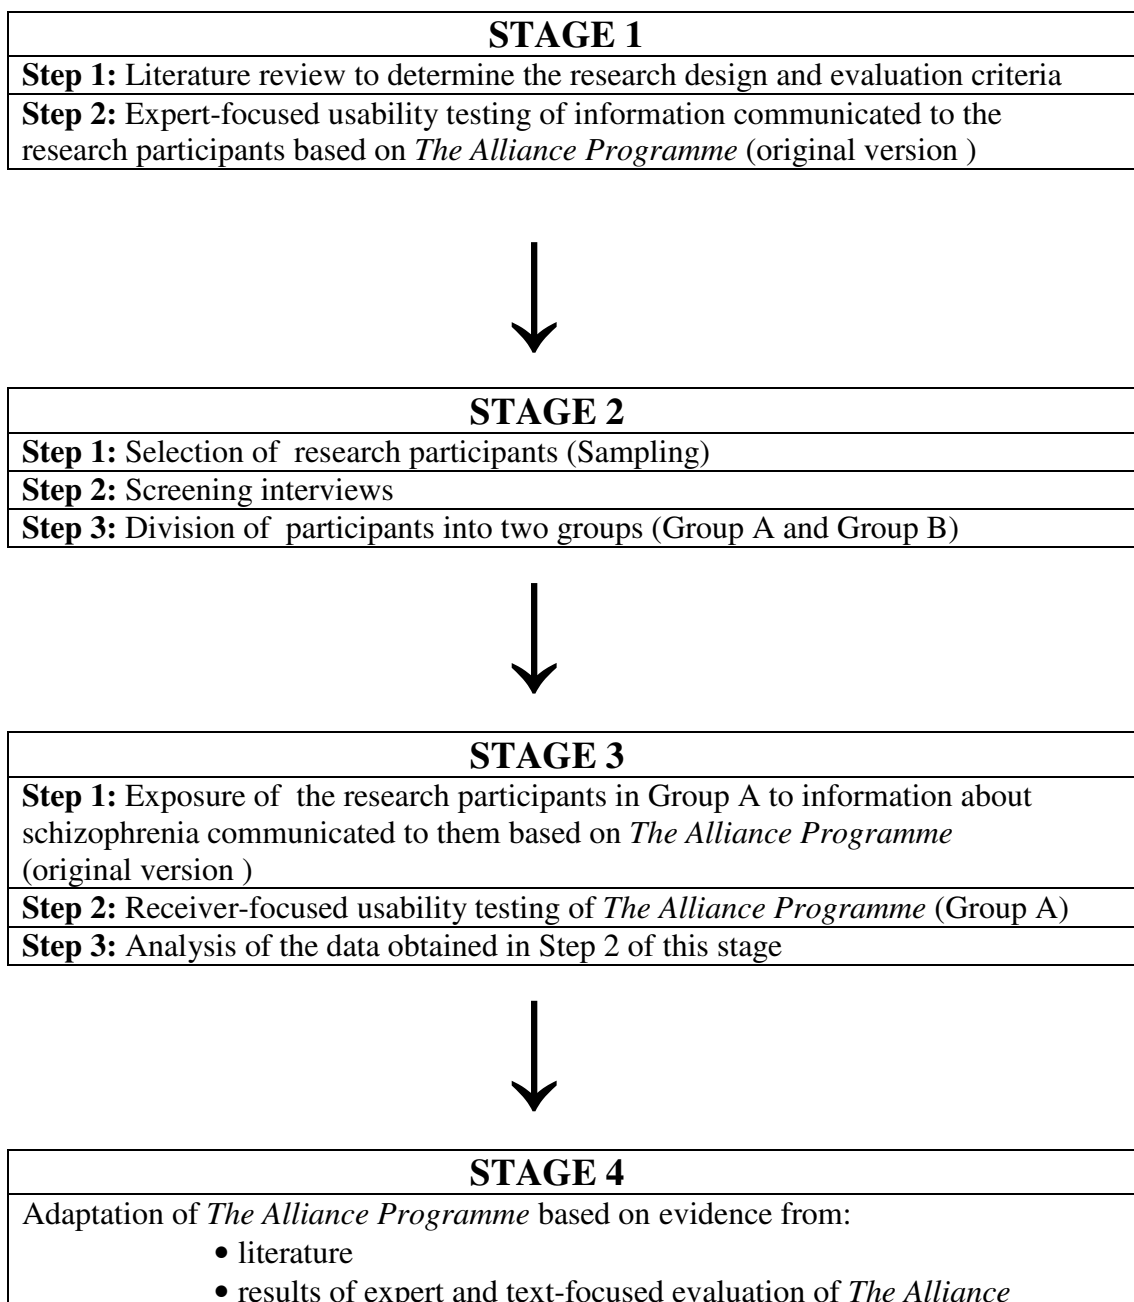 STAGE 1
Step 1: Literature review to determine the research design and evaluation criteria
Step 2: Expert-focused usability testing of information communicated to the
research participants based on The Alliance Programme (original version )
STAGE 2
Step 1: Selection of research participants (Sampling)
Step 2: Screening interviews
Step 3: Division of participants into two groups (Group A and Group B)
STAGE 3
Step 1: Exposure of the research participants in Group A to information about
schizophrenia communicated to them based on The Alliance Programme
(original version )
Step 2: Receiver-focused usability testing of The Alliance Programme (Group A)
Step 3: Analysis of the data obtained in Step 2 of this stage
STAGE 4
Adaptation of The Alliance Programme based on evidence from:
• literature
• results of expert and text-focused evaluation of The Alliance